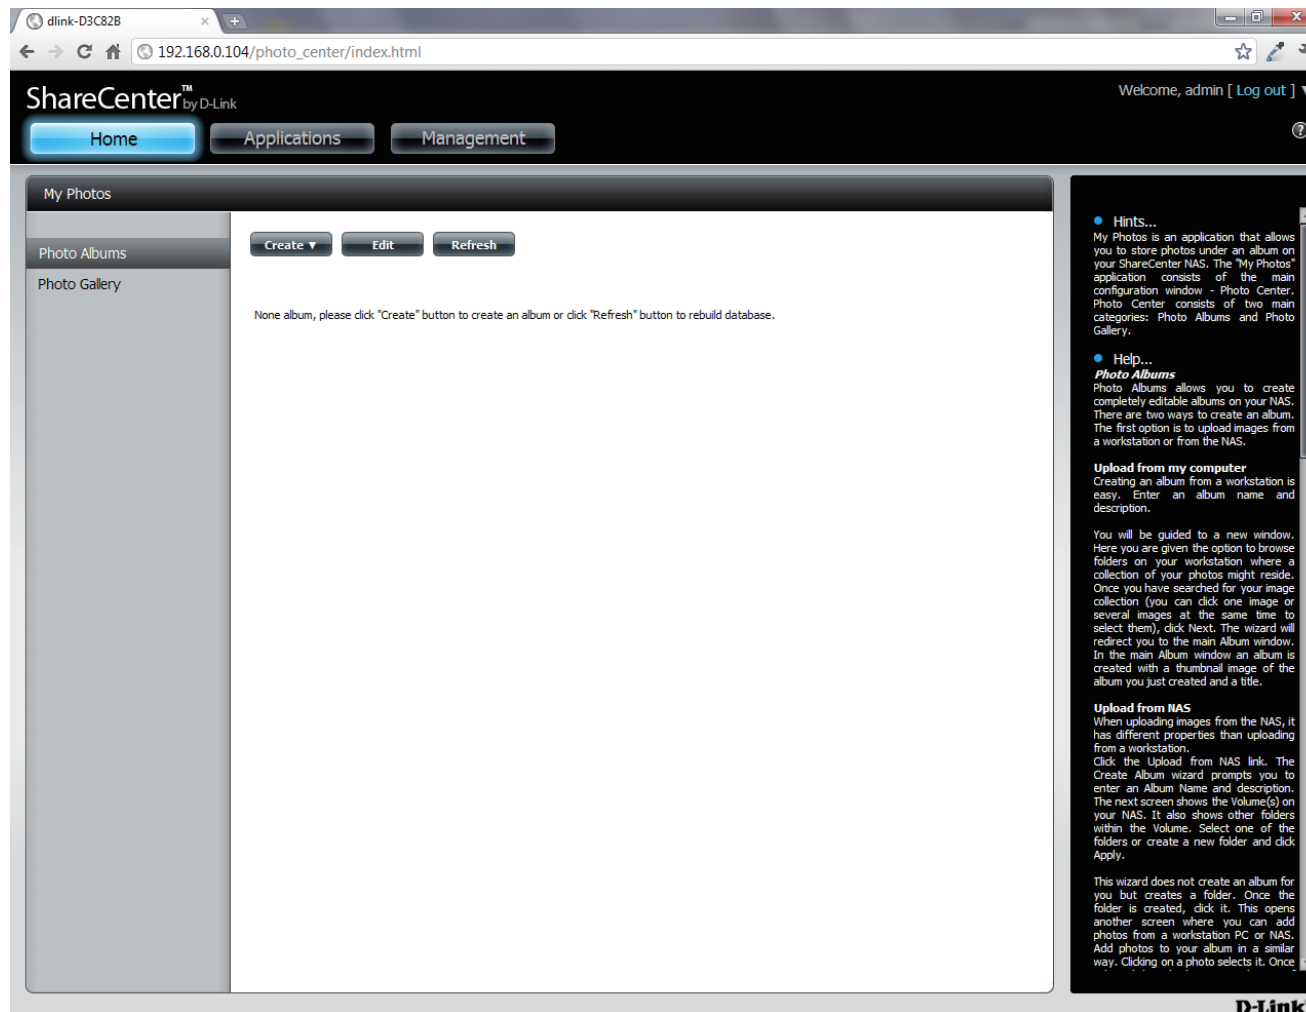 dlink-D3C82B
192.168.0.104/photo_center/index.html
ShareCenter™ by D-Link
Welcome, admin [ Log out ]
Home
Applications
Management
My Photos
Photo Albums
Photo Gallery
Create ▼
Edit
Refresh
None album, please click "Create" button to create an album or click "Refresh" button to rebuild database.
Hints...
My Photos is an application that allows
you to store photos under an album on
your ShareCenter NAS. The "My Photos"
application consists of the main
configuration window - Photo Center.
Photo Center consists of two main
categories: Photo Albums and Photo
Gallery.
Help...
Photo Albums
Photo Albums allows you to create
completely editable albums on your NAS.
There are two ways to create an album.
The first option is to upload images from
a workstation or from the NAS.
Upload from my computer
Creating an album from a workstation is
easy. Enter an album name and
description.
You will be guided to a new window.
Here you are given the option to browse
folders on your workstation where a
collection of your photos might reside.
Once you have searched for your image
collection (you can click one image or
several images at the same time to
select them), click Next. The wizard will
redirect you to the main Album window.
In the main Album window an album is
created with a thumbnail image of the
album you just created and a title.
Upload from NAS
When uploading images from the NAS, it
has different properties than uploading
from a workstation.
Click the Upload from NAS link. The
Create Album wizard prompts you to
enter an Album Name and description.
The next screen shows the Volume(s) on
your NAS. It also shows other folders
within the Volume. Select one of the
folders or create a new folder and click
Apply.
This wizard does not create an album for
you but creates a folder. Once the
folder is created, click it. This opens
another screen where you can add
photos from a workstation PC or NAS.
Add photos to your album in a similar
way. Clicking on a photo selects it. Once
D-Link